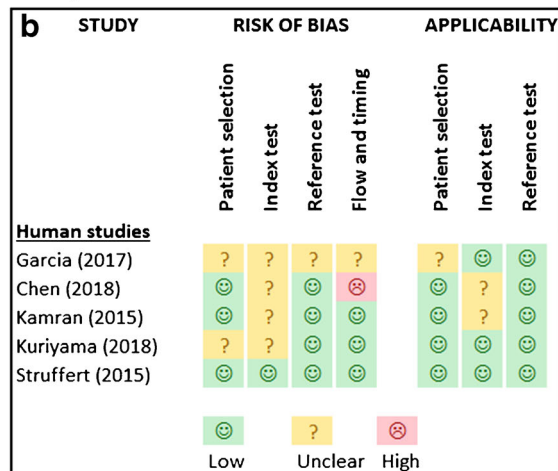 b STUDY RISK OF BIAS APPLICABILITY
Patient selection
Index test
Reference test
Flow and timing
Patient selection
Index test
Reference test
Human studies
Garcia (2017) ? ? ? ? ? ☺ ☺
Chen (2018) ☺ ? ☺ ☹ ☺ ? ☺
Kamran (2015) ☺ ? ☺ ☺ ☺ ? ☺
Kuriyama (2018) ? ? ☺ ☺ ☺ ☺ ☺
Struffert (2015) ☺ ☺ ☺ ☺ ☺ ☺ ☺
☺ ? ☹
Low Unclear High